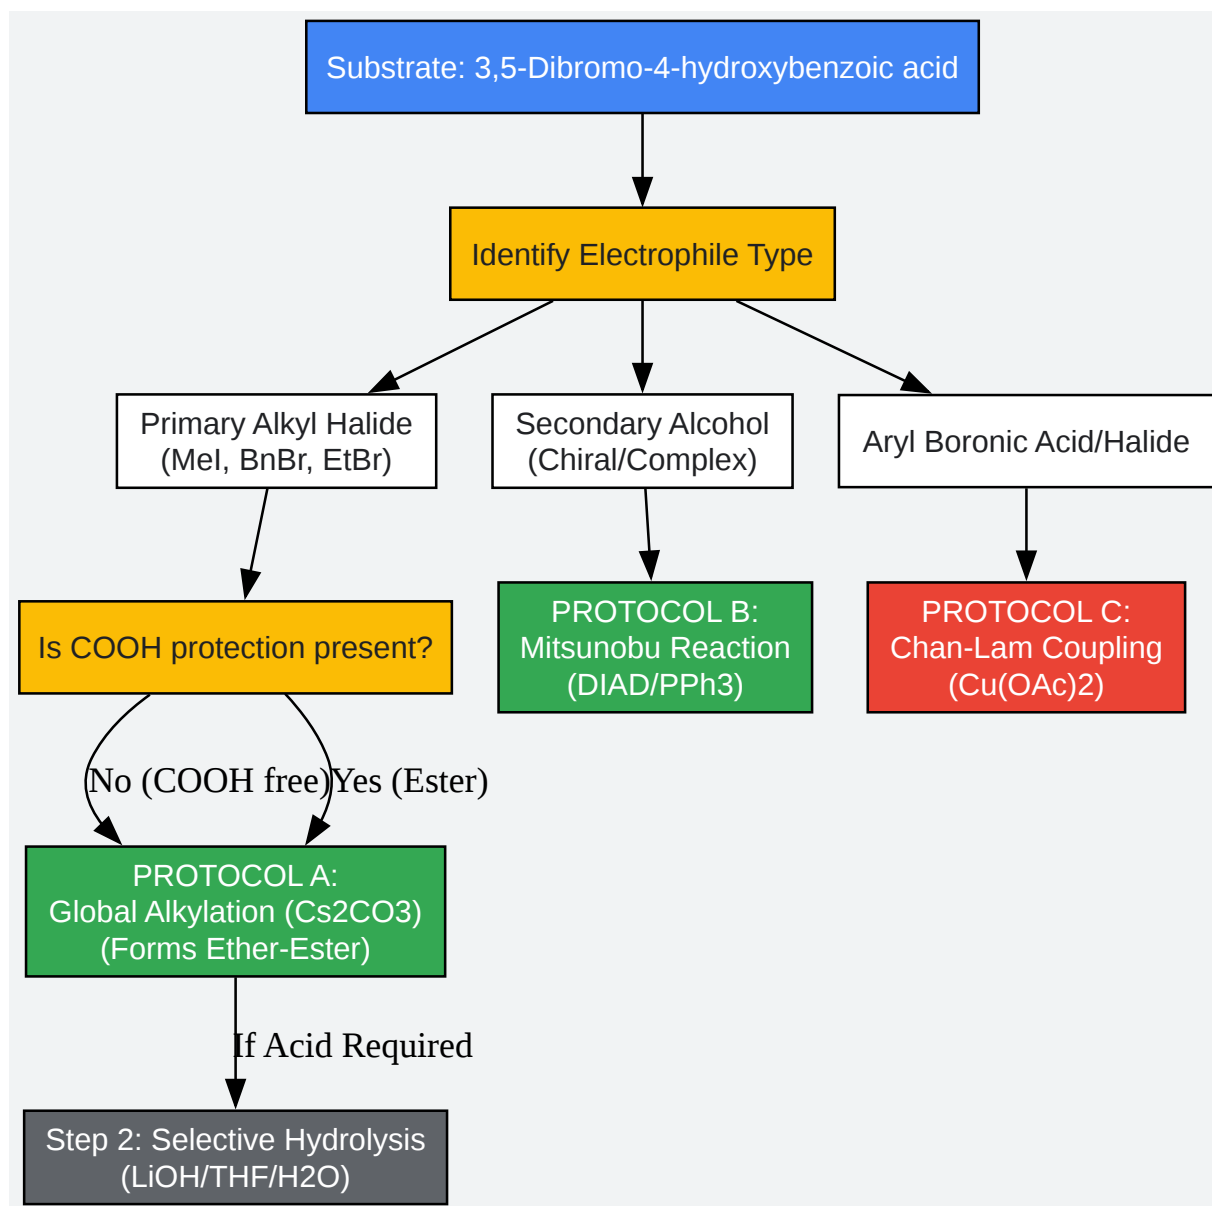 Substrate: 3,5-Dibromo-4-hydroxybenzoic acid
Identify Electrophile Type
Primary Alkyl Halide
(MeI, BnBr, EtBr)
Secondary Alcohol
(Chiral/Complex)
Aryl Boronic Acid/Halide
Is COOH protection present?
PROTOCOL B:
Mitsunobu Reaction
(DIAD/PPh3)
PROTOCOL C:
Chan-Lam Coupling
(Cu(OAc)2)
No (COOH free)
Yes (Ester)
PROTOCOL A:
Global Alkylation (Cs2CO3)
(Forms Ether-Ester)
If Acid Required
Step 2: Selective Hydrolysis
(LiOH/THF/H2O)